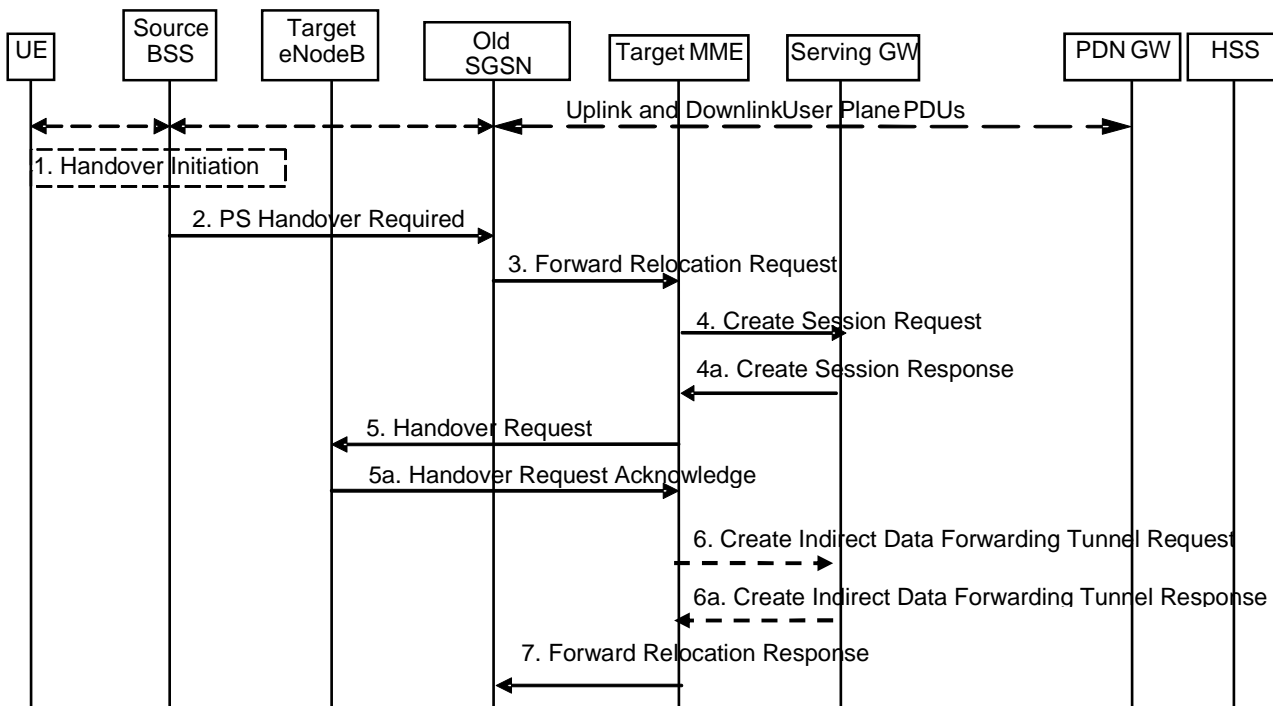 UE
Source
BSS
Target
eNodeB
Old
SGSN
Target MME
Serving GW
PDN GW
HSS
Uplink and DownlinkUser Plane PDUs
1. Handover Initiation
2. PS Handover Required
3. Forward Relocation Request
4. Create Session Request
4a. Create Session Response
5. Handover Request
5a. Handover Request Acknowledge
6. Create Indirect Data Forwarding Tunnel Request
6a. Create Indirect Data Forwarding Tunnel Response
7. Forward Relocation Response